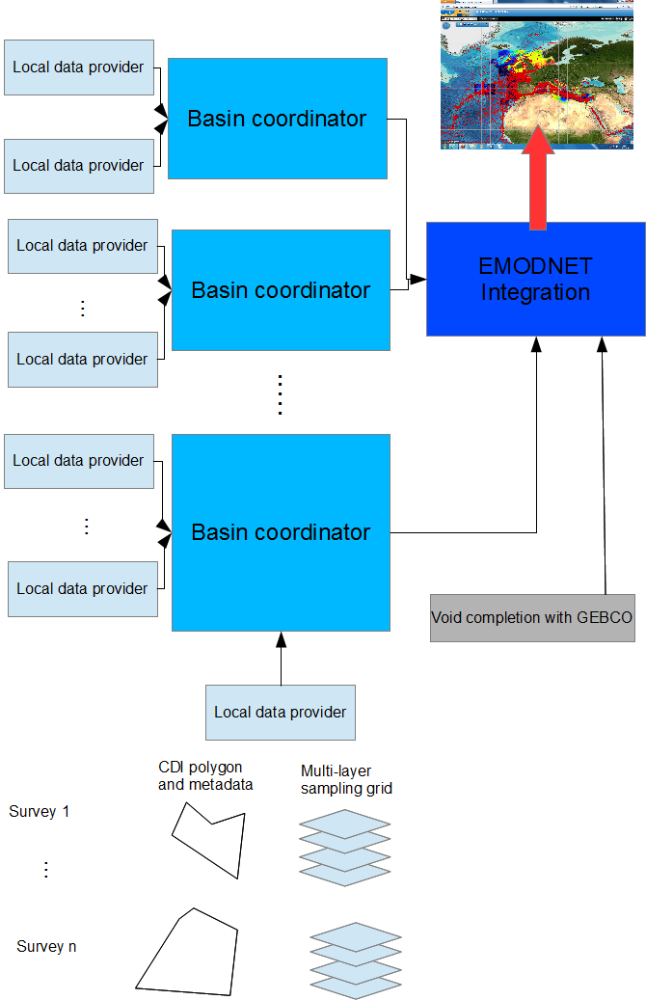 Local data provider
Basin coordinator
Local data provider
Local data provider
Basin coordinator
Local data provider
EMODNET
Integration
Local data provider
Basin coordinator
Local data provider
Void completion with GEBCO
Local data provider
CDI polygon
and metadata
Multi-layer
sampling grid
Survey 1
Survey n